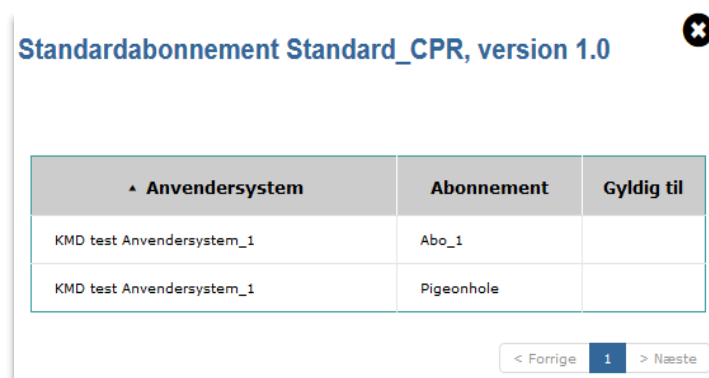 Standardabonnement Standard_CPR, version 1.0
▲ Anvendersystem Abonnement Gyldig til
KMD test Anvendersystem_1 Abo_1
KMD test Anvendersystem_1 Pigeonhole
< Forrige 1 > Næste